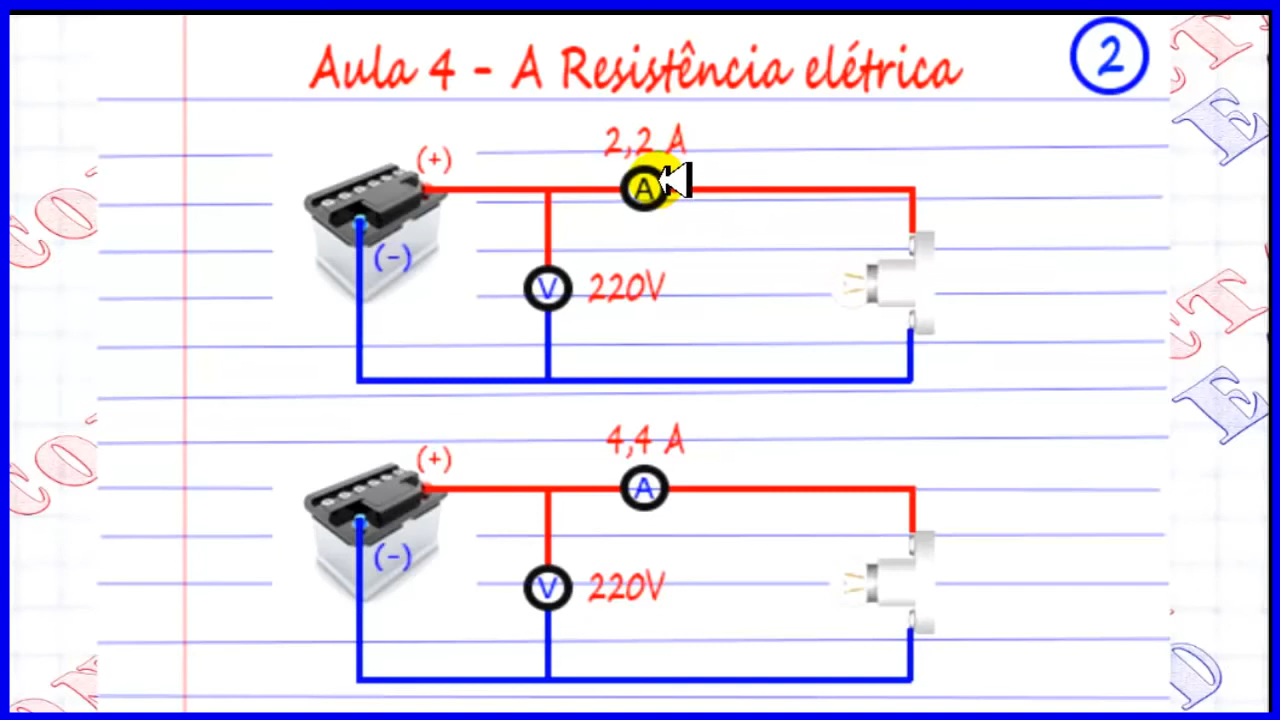 Aula 4 - A Resistência elétrica
2
2,2 A
(+)
A
(-)
V 220V
4,4 A
(+)
A
(-)
V 220V